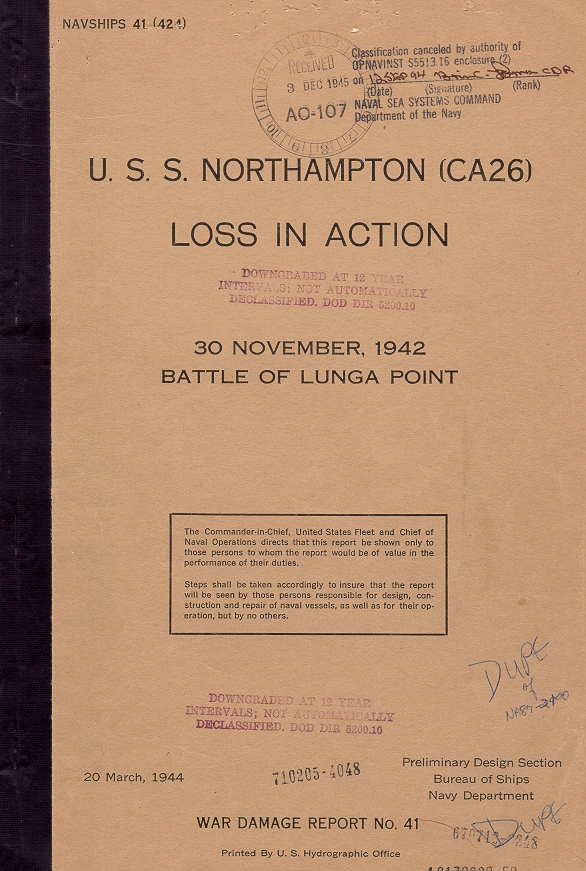 NAVSHIPS 41 (424)
RECEIVED
3 DEC 1945
AO-107
Classification canceled by authority of
OPNAVINST S5513.16 enclosure (2)
on
CDR
(Date) (Signature) (Rank)
NAVAL SEA SYSTEMS COMMAND
Department of the Navy
U. S. S. NORTHAMPTON (CA26)
LOSS IN ACTION
DOWNGRADED AT 12 YEAR
INTERVALS; NOT AUTOMATICALLY
DECLASSIFIED. DOD DIR 5200.10
30 NOVEMBER, 1942
BATTLE OF LUNGA POINT
The Commander-in-Chief, United States Fleet and Chief of
Naval Operations directs that this report be shown only to
those persons to whom the report would be of value in the
performance of their duties.
Steps shall be taken accordingly to insure that the report
will be seen by those persons responsible for design, con-
struction and repair of naval vessels, as well as for their op-
eration, but by no others.
DUPE
of
DOWNGRADED AT 12 YEAR
INTERVALS; NOT AUTOMATICALLY
DECLASSIFIED. DOD DIR 5200.10
20 March, 1944
710205-4048
Preliminary Design Section
Bureau of Ships
Navy Department
WAR DAMAGE REPORT No. 41
DUPE
Printed By U. S. Hydrographic Office